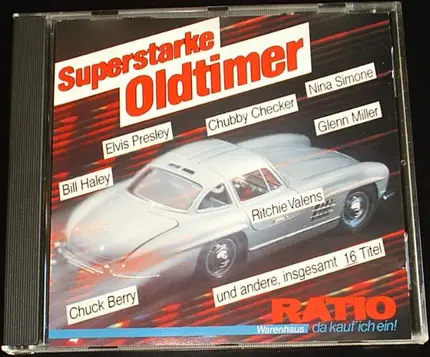 Superstarke
Oldtimer
Nina Simone
Chubby Checker
Elvis Presley
Glenn Miller
Bill Haley
Ritchie Valens
Chuck Berry
und andere, insgesamt 16 Titel
RATIO
Warenhaus da kauf ich ein!